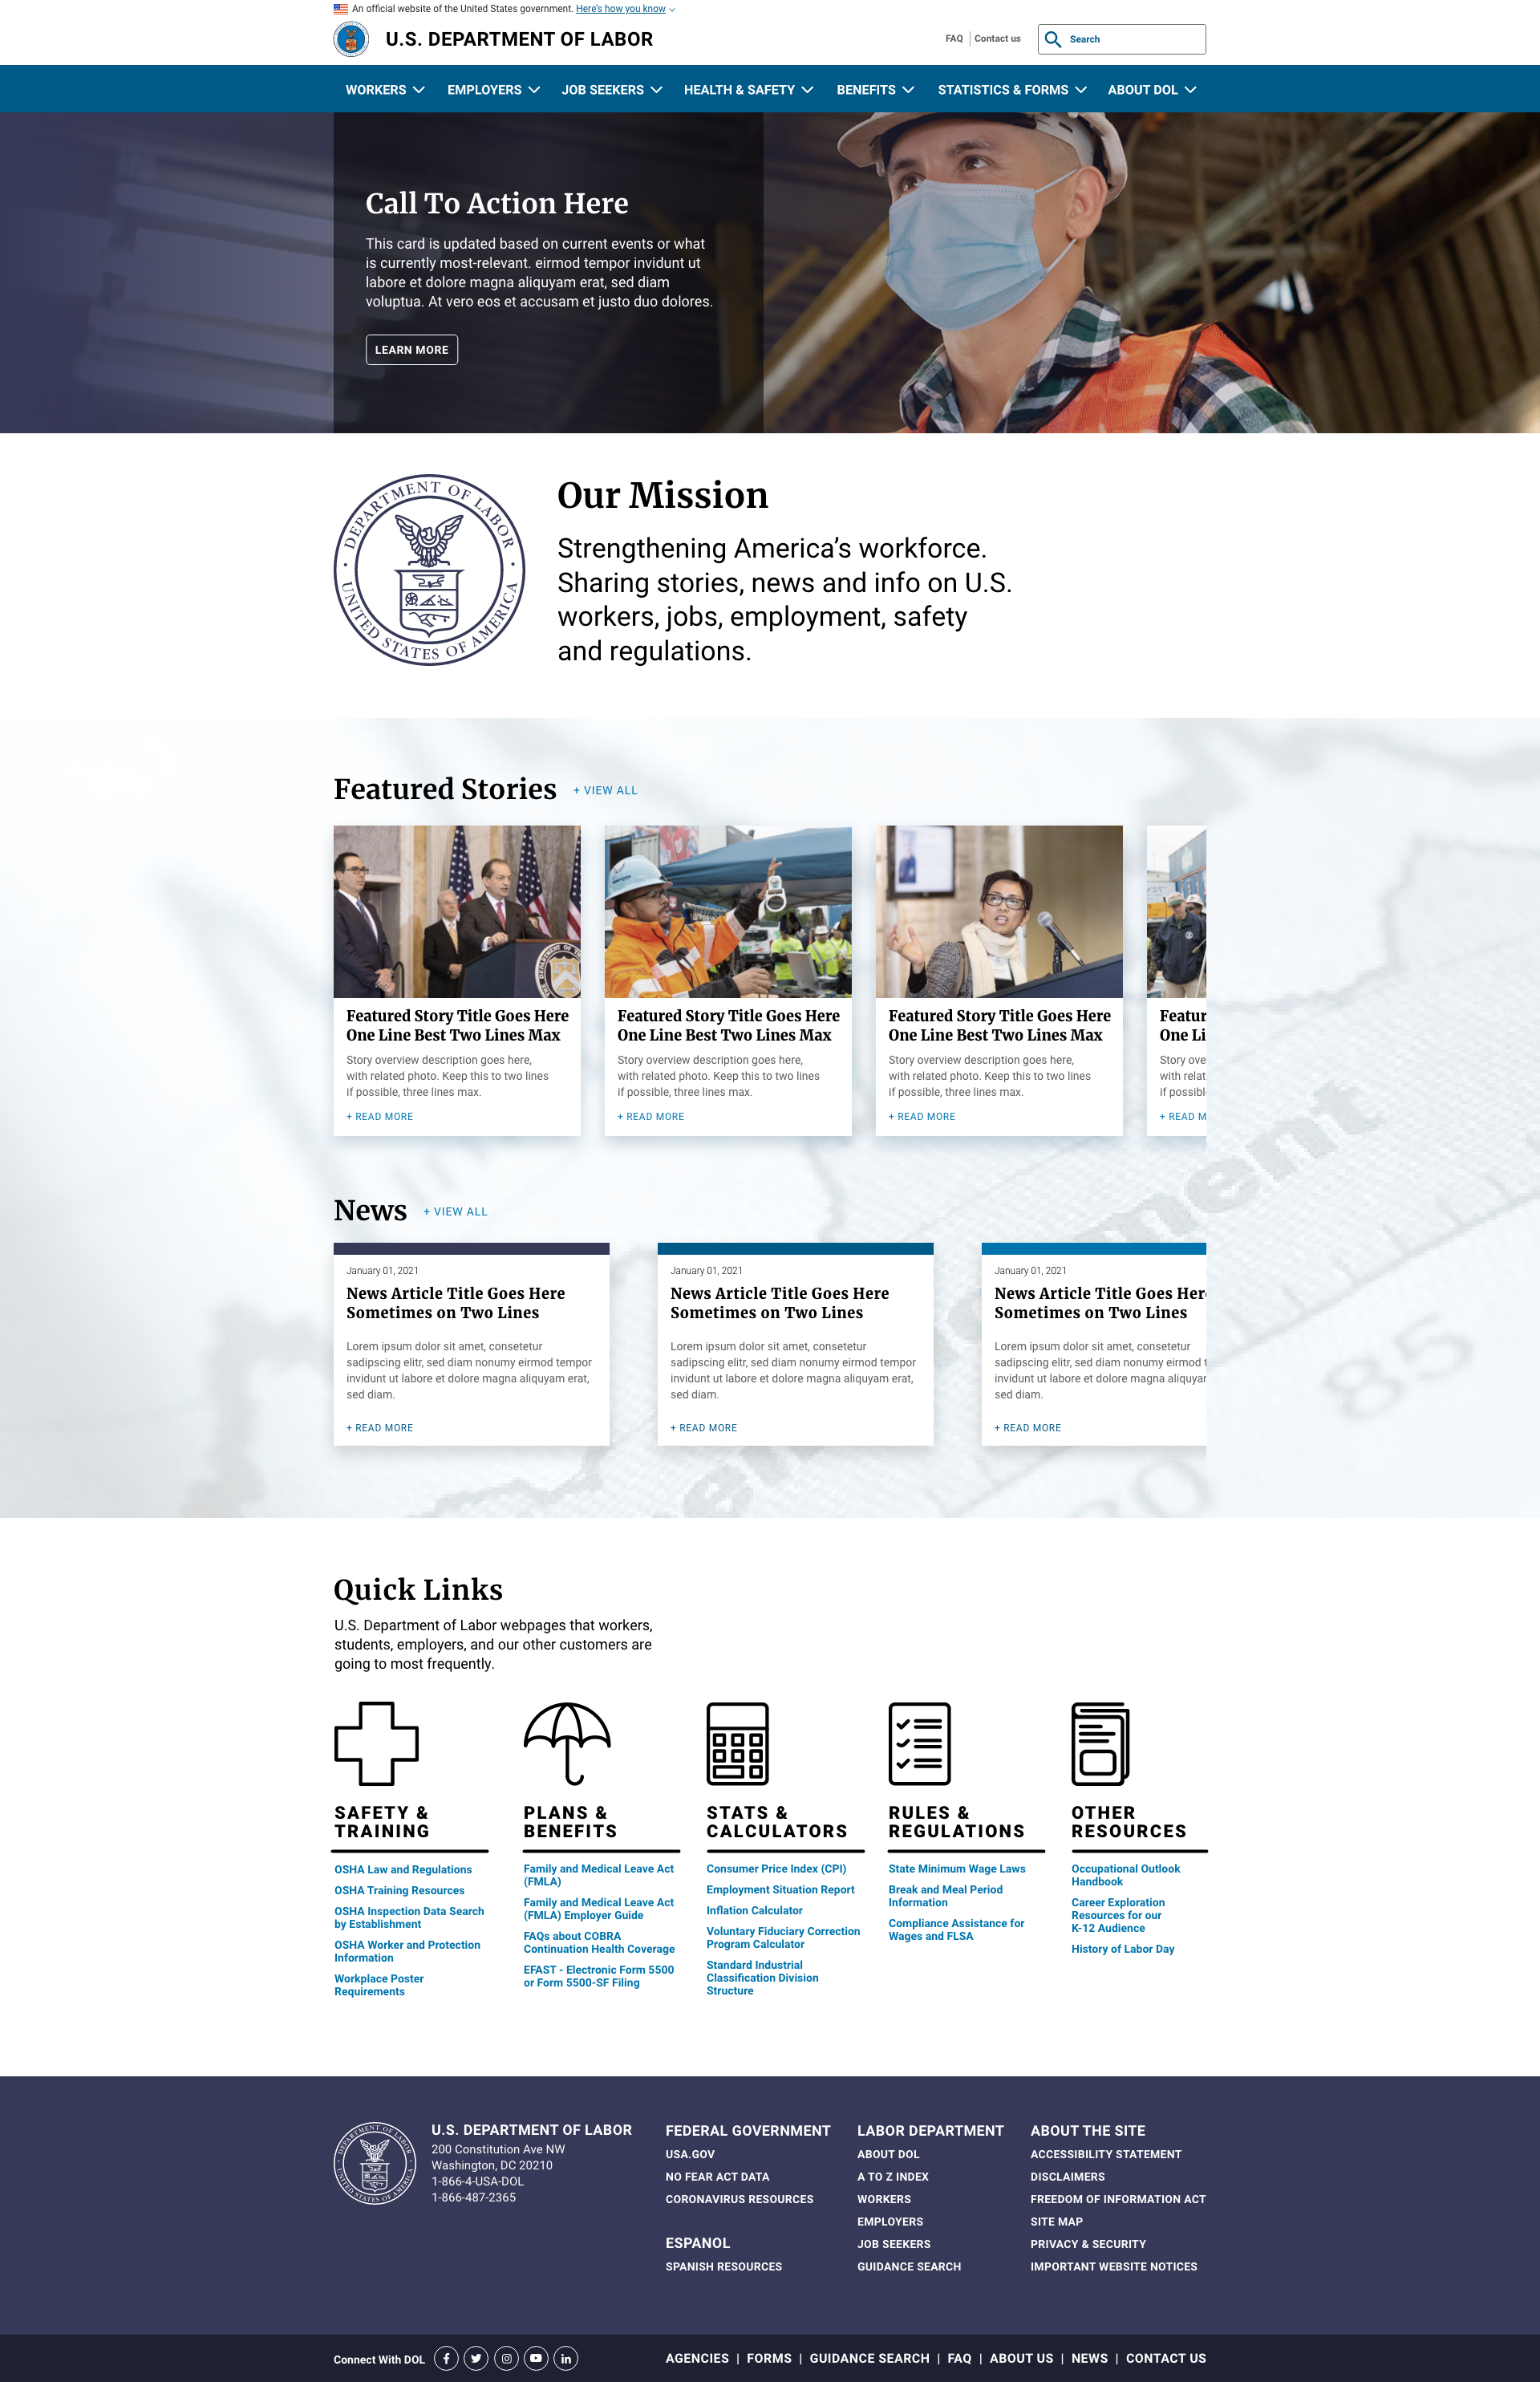 An official website of the United States government. Here's how you know
U.S. DEPARTMENT OF LABOR
FAQ
Contact us
Search
WORKERS
EMPLOYERS
JOB SEEKERS
HEALTH & SAFETY
BENEFITS
STATISTICS & FORMS
ABOUT DOL
Call To Action Here
This card is updated based on current events or what
is currently most-relevant. eirmod tempor invidunt ut
labore et dolore magna aliquyam erat, sed diam
voluptua. At vero eos et accusam et justo duo dolores.
LEARN MORE
DEPARTMENT OF LABOR
UNITED STATES OF AMERICA
Our Mission
Strengthening America's workforce.
Sharing stories, news and info on U.S.
workers, jobs, employment, safety
and regulations.
Featured Stories
+ VIEW ALL
Featured Story Title Goes Here
One Line Best Two Lines Max
Story overview description goes here,
with related photo. Keep this to two lines
if possible, three lines max.
+ READ MORE
Featured Story Title Goes Here
One Line Best Two Lines Max
Story overview description goes here,
with related photo. Keep this to two lines
if possible, three lines max.
+ READ MORE
Featured Story Title Goes Here
One Line Best Two Lines Max
Story overview description goes here,
with related photo. Keep this to two lines
if possible, three lines max.
+ READ MORE
Featur
One Li
Story ove
with relat
if possibl
+ READ M
News
+ VIEW ALL
January 01, 2021
News Article Title Goes Here
Sometimes on Two Lines
Lorem ipsum dolor sit amet, consetetur
sadipscing elitr, sed diam nonumy eirmod tempor
invidunt ut labore et dolore magna aliquyam erat,
sed diam.
+ READ MORE
January 01, 2021
News Article Title Goes Here
Sometimes on Two Lines
Lorem ipsum dolor sit amet, consetetur
sadipscing elitr, sed diam nonumy eirmod tempor
invidunt ut labore et dolore magna aliquyam erat,
sed diam.
+ READ MORE
January 01, 2021
News Article Title Goes Her
Sometimes on Two Lines
Lorem ipsum dolor sit amet, consetetur
sadipscing elitr, sed diam nonumy eirmod t
invidunt ut labore et dolore magna aliquyar
sed diam.
+ READ MORE
Quick Links
U.S. Department of Labor webpages that workers,
students, employers, and our other customers are
going to most frequently.
SAFETY &
TRAINING
OSHA Law and Regulations
OSHA Training Resources
OSHA Inspection Data Search
by Establishment
OSHA Worker and Protection
Information
Workplace Poster
Requirements
PLANS &
BENEFITS
Family and Medical Leave Act
(FMLA)
Family and Medical Leave Act
(FMLA) Employer Guide
FAQs about COBRA
Continuation Health Coverage
EFAST - Electronic Form 5500
or Form 5500-SF Filing
STATS &
CALCULATORS
Consumer Price Index (CPI)
Employment Situation Report
Inflation Calculator
Voluntary Fiduciary Correction
Program Calculator
Standard Industrial
Classification Division
Structure
RULES &
REGULATIONS
State Minimum Wage Laws
Break and Meal Period
Information
Compliance Assistance for
Wages and FLSA
OTHER
RESOURCES
Occupational Outlook
Handbook
Career Exploration
Resources for our
K-12 Audience
History of Labor Day
DEPARTMENT OF LABOR
UNITED STATES OF AMERICA
U.S. DEPARTMENT OF LABOR
200 Constitution Ave NW
Washington, DC 20210
1-866-4-USA-DOL
1-866-487-2365
FEDERAL GOVERNMENT
USA.GOV
NO FEAR ACT DATA
CORONAVIRUS RESOURCES
ESPANOL
SPANISH RESOURCES
LABOR DEPARTMENT
ABOUT DOL
A TO Z INDEX
WORKERS
EMPLOYERS
JOB SEEKERS
GUIDANCE SEARCH
ABOUT THE SITE
ACCESSIBILITY STATEMENT
DISCLAIMERS
FREEDOM OF INFORMATION ACT
SITE MAP
PRIVACY & SECURITY
IMPORTANT WEBSITE NOTICES
Connect With DOL
AGENCIES | FORMS | GUIDANCE SEARCH | FAQ | ABOUT US | NEWS | CONTACT US